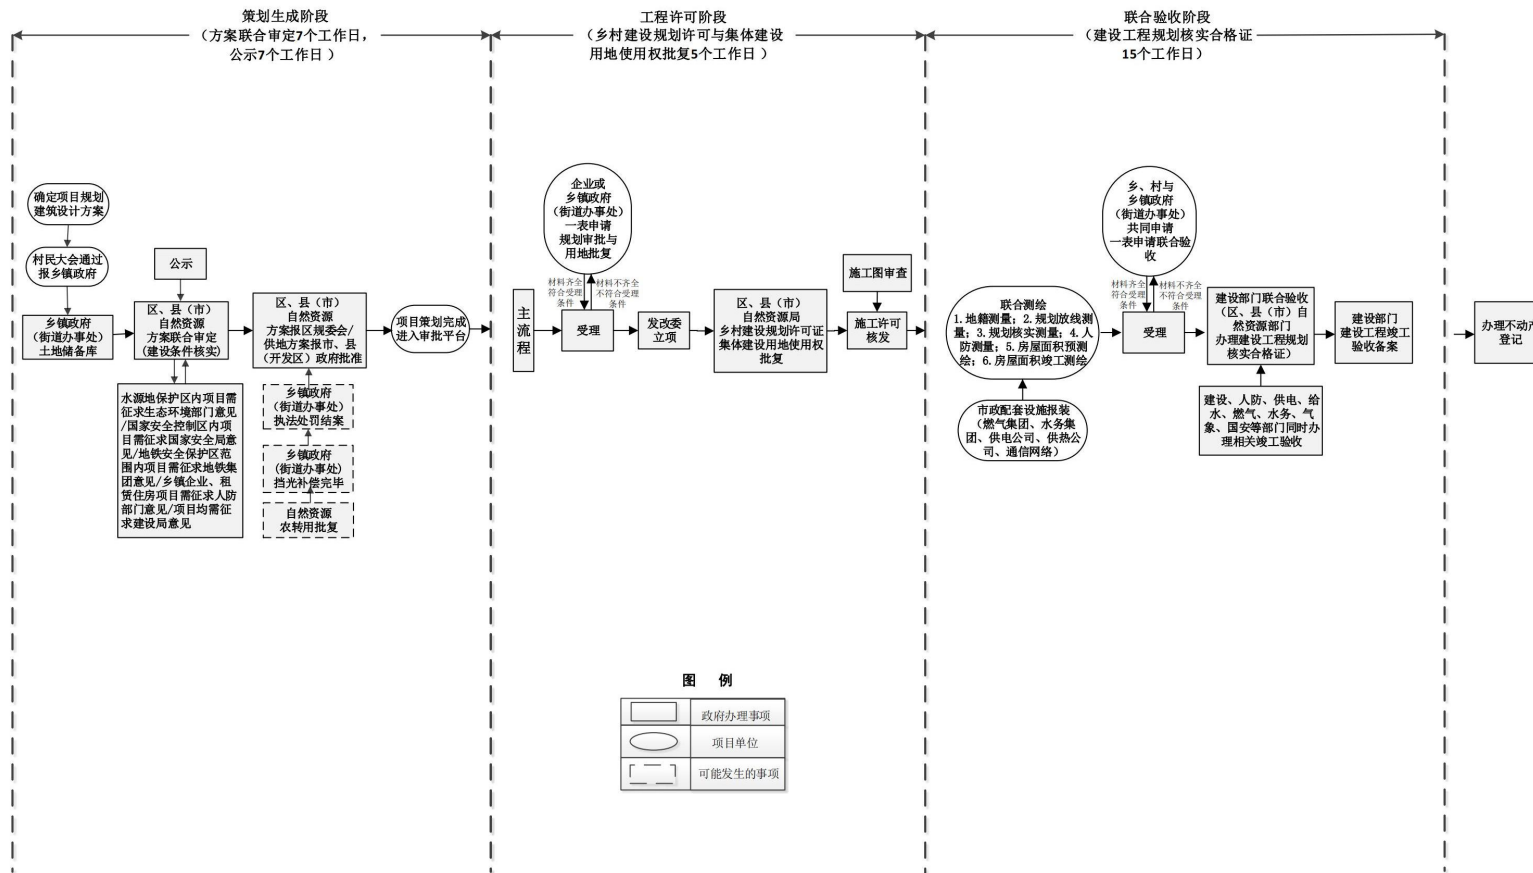 策划生成阶段
（方案联合审定7个工作日，
公示7个工作日）
工程许可阶段
（乡村建设规划许可与集体建设
用地使用权批复5个工作日）
联合验收阶段
（建设工程规划核实合格证
15个工作日）
确定项目规划
建筑设计方案
村民大会通过
报乡镇政府
乡镇政府
（街道办事处）
土地储备库
公示
区、县（市）
自然资源
方案联合审定
(建设条件核实)
水源地保护区内项目需
征求生态环境部门意见
/国家安全控制区内项
目需征求国家安全局意
见/地铁安全保护区范
围内项目需征求地铁集
团意见/乡镇企业、租
赁住房项目需征求人防
部门意见/项目均需征
求建设局意见
区、县（市）
自然资源
方案报区规委会/
供地方案报市、县
（开发区）政府批准
乡镇政府
（街道办事处）
执法处罚结案
乡镇政府
(街道办事处)
挡光补偿完毕
自然资源
农转用批复
项目策划完成
进入审批平台
主
流
程
企业或
乡镇政府
（街道办事处）
一表申请
规划审批与
用地批复
材料齐全
符合受理
条件
材料不齐全
不符合受理
条件
受理
发改委
立项
区、县（市）
自然资源局
乡村建设规划许可证
集体建设用地使用权
批复
施工图审查
施工许可
核发
联合测绘
1.地籍测量；2.规划放线测
量；3.规划核实测量；4.人
防测量；5.房屋面积预测
绘；6.房屋面积竣工测绘
市政配套设施报装
（燃气集团、水务集
团、供电公司、供热公
司、通信网络）
乡、村与
乡镇政府
（街道办事处）
共同申请
一表申请联合验
收
材料齐全
符合受理
条件
材料不齐全
不符合受理
条件
受理
建设部门联合验收
（区、县（市）自
然资源部门
办理建设工程规划
核实合格证）
建设、人防、供电、给
水、燃气、水务、气
象、国安等部门同时办
理相关竣工验收
建设部门
建设工程竣工
验收备案
办理不动产
登记
图 例
政府办理事项
项目单位
可能发生的事项